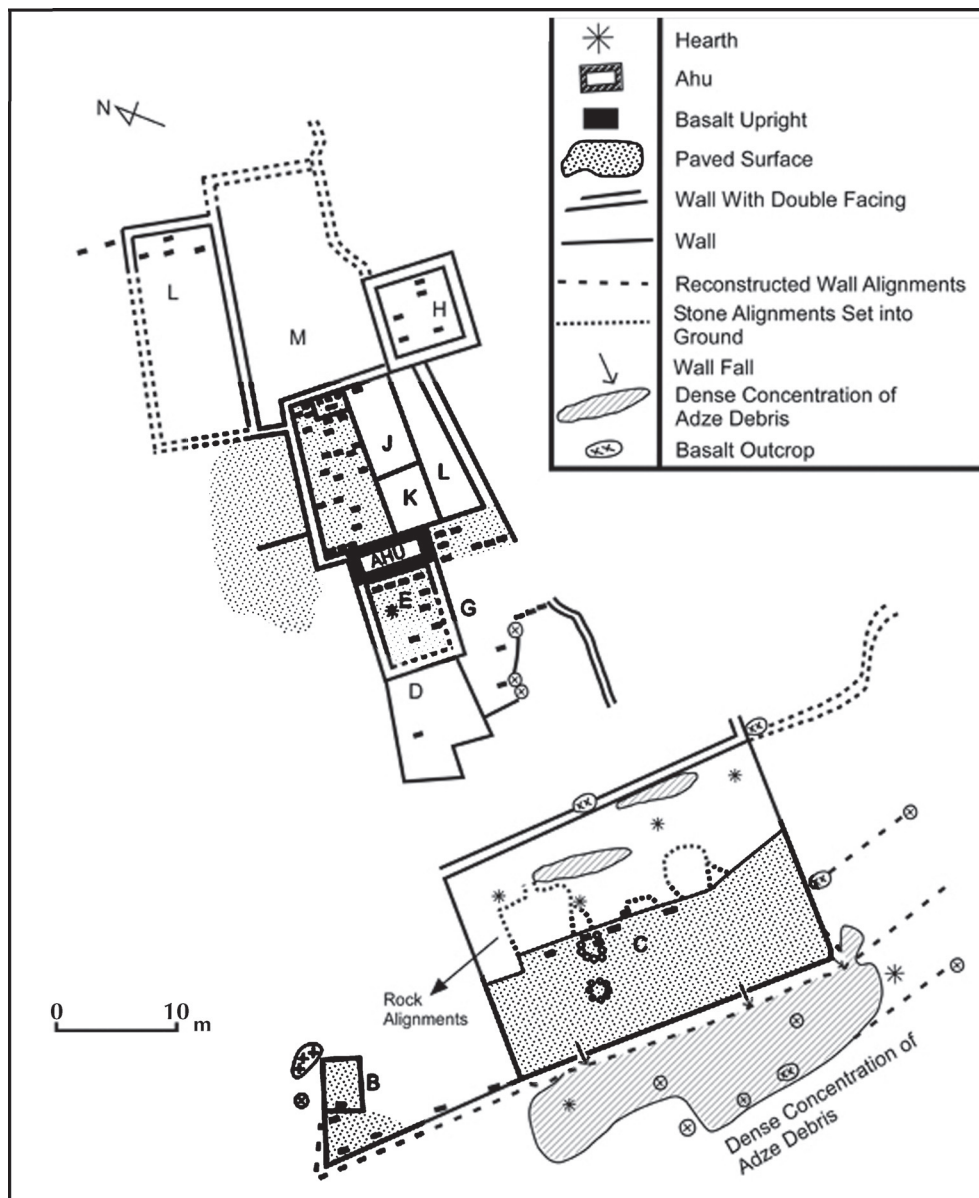 Hearth
Ahu
Basalt Upright
Paved Surface
Wall With Double Facing
Wall
Reconstructed Wall Alignments
Stone Alignments Set into
Ground
Wall Fall
Dense Concentration of
Adze Debris
Basalt Outcrop
N
L
M
H
J
L
K
AHU
E
G
D
C
Rock
Alignments
0 10 m
B
Dense Concentration of
Adze Debris